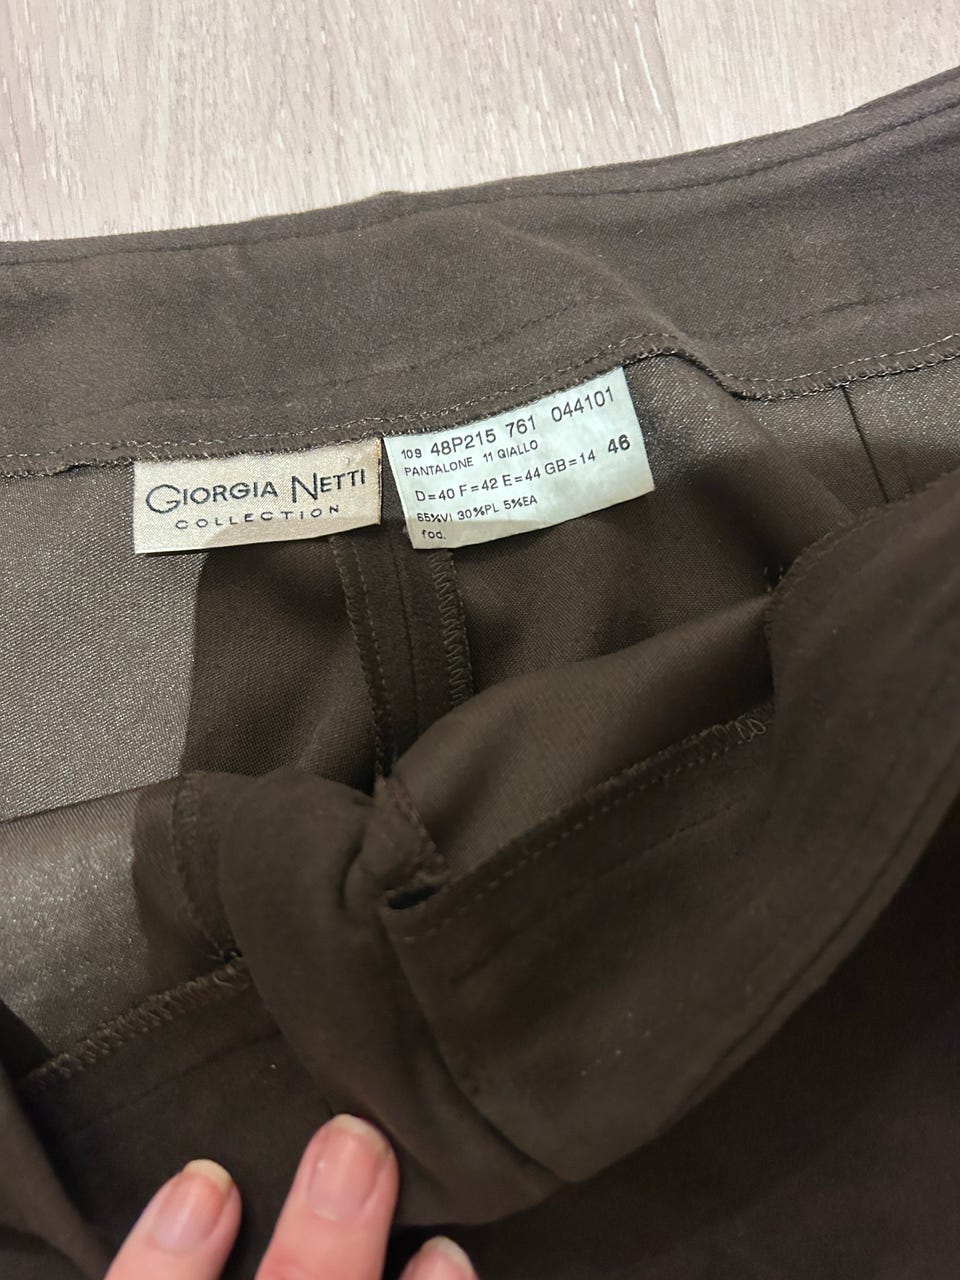 GIORGIA NETTI
COLLECTION
109 48P215 761 044101
PANTALONE 11 GIALLO
D=40 F=42 E=44 GB=14 46
65%VI 30%PL 5%EA
fod.